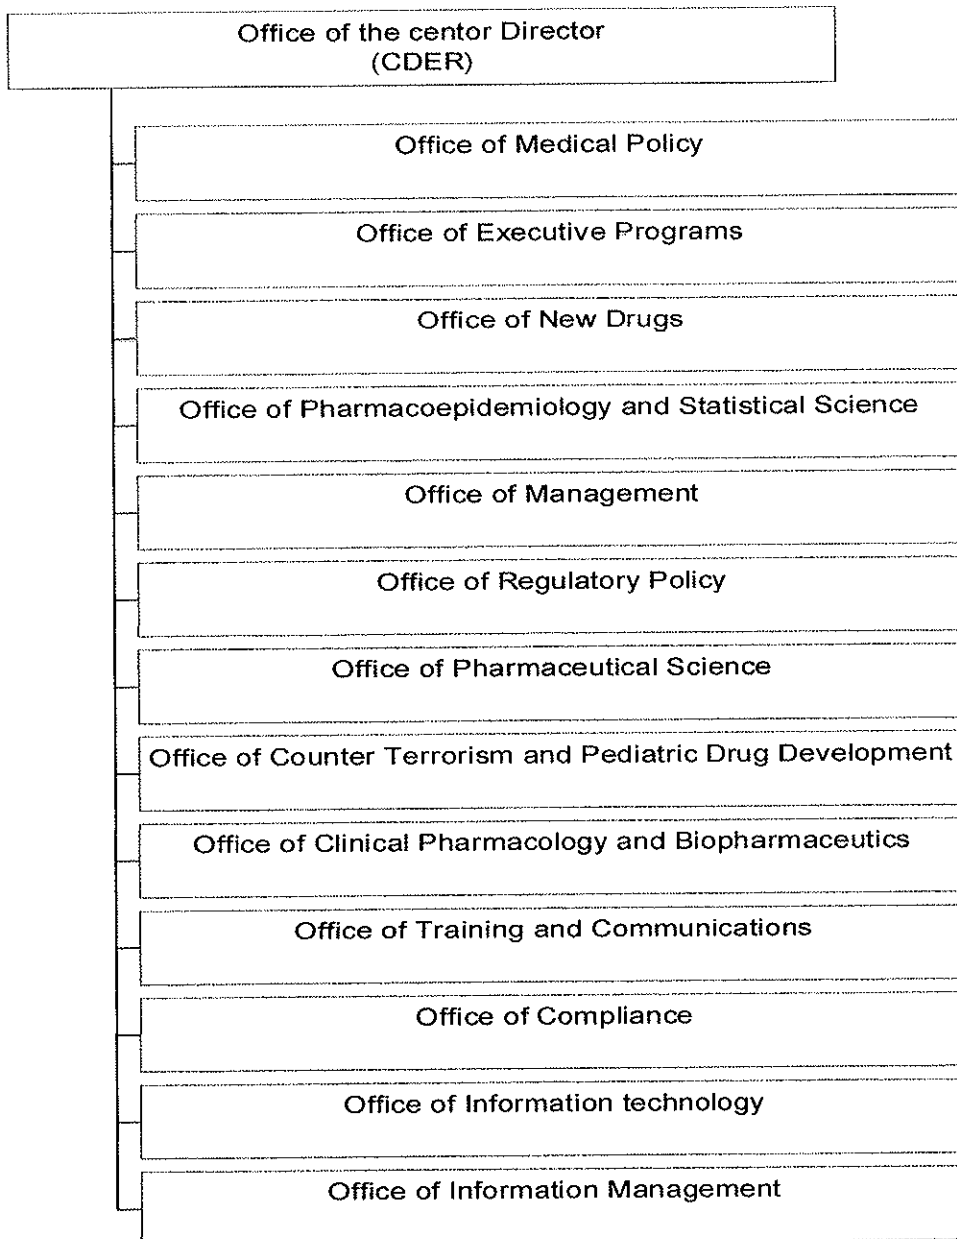 Office of the centor Director
(CDER)
Office of Medical Policy
Office of Executive Programs
Office of New Drugs
Office of Pharmacoepidemiology and Statistical Science
Office of Management
Office of Regulatory Policy
Office of Pharmaceutical Science
Office of Counter Terrorism and Pediatric Drug Development
Office of Clinical Pharmacology and Biopharmaceutics
Office of Training and Communications
Office of Compliance
Office of Information technology
Office of Information Management